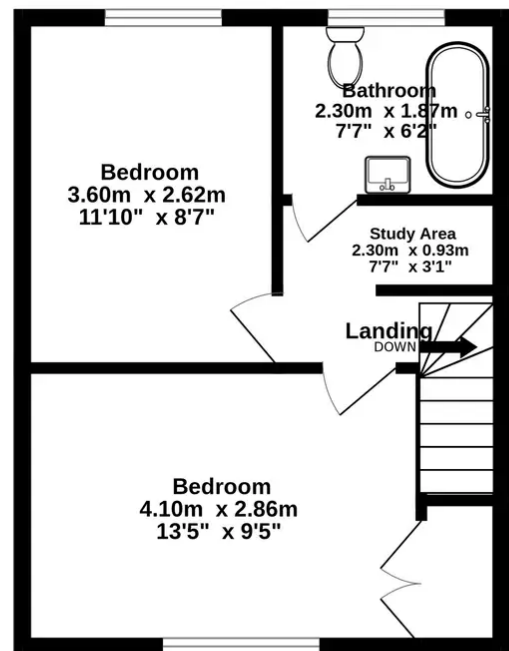 Bedroom
3.60m x 2.62m
11'10" x 8'7"
Bathroom
2.30m x 1.87m
7'7" x 6'2"
Study Area
2.30m x 0.93m
7'7" x 3'1"
Landing
DOWN
Bedroom
4.10m x 2.86m
13'5" x 9'5"